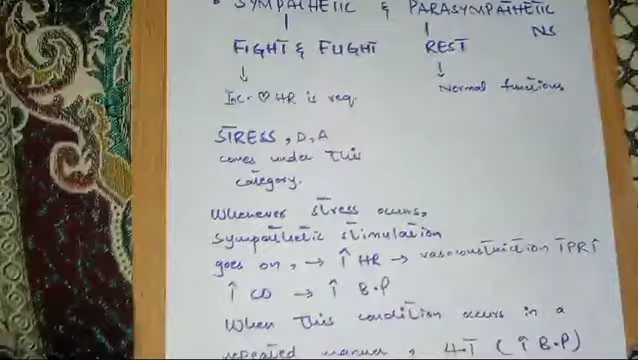 • SYMPATHETIC & PARASYMPATHETIC NS
FIGHT & FLIGHT REST
↓ ↓
Inc. ♡ HR is req. Normal functions.
STRESS, D, A
comes under this
category.
Whenever stress occurs,
sympathetic stimulation
goes on, → ↑ HR → vasoconstriction TPR↑
↑ CO → ↑ B.P
When this condition occurs in a
repeated manner, HT (↑ B.P)